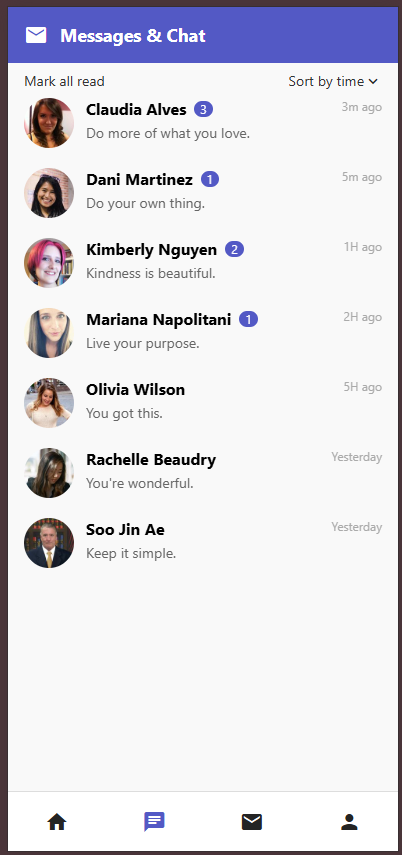 Messages & Chat
Mark all read Sort by time
Claudia Alves 3 3m ago
Do more of what you love.
Dani Martinez 1 5m ago
Do your own thing.
Kimberly Nguyen 2 1H ago
Kindness is beautiful.
Mariana Napolitani 1 2H ago
Live your purpose.
Olivia Wilson 5H ago
You got this.
Rachelle Beaudry Yesterday
You're wonderful.
Soo Jin Ae Yesterday
Keep it simple.